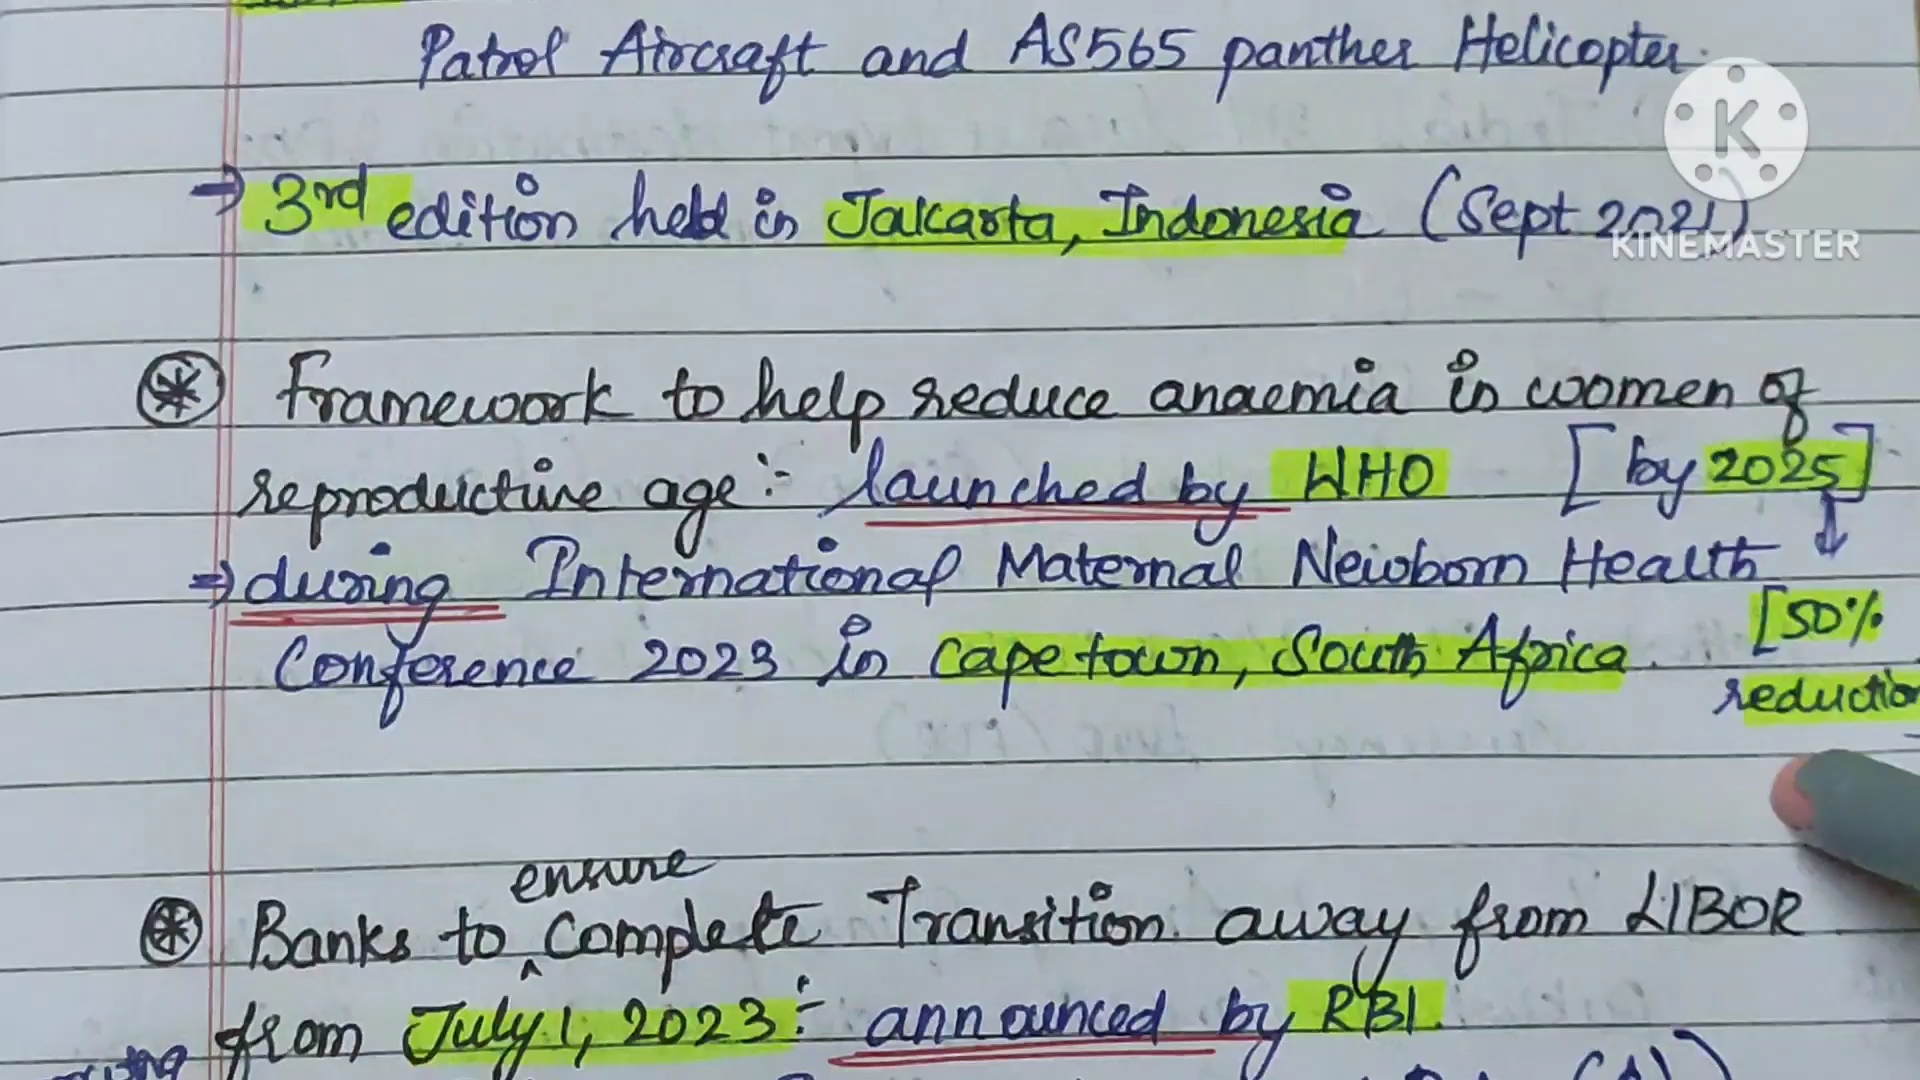 Patrol Aircraft and AS565 panther Helicopter.
K
→ 3rd edition held in Jakarta, Indonesia (Sept 2021)
KINEMASTER
Framework to help reduce anaemia in women of
reproductive age :- launched by WHO [by 2025]
⇒ during International Maternal Newborn Health
[50%
Conference 2023 in Cape town, South Africa.
reduction
ensure
Banks to ^ Complete Transition away from LIBOR
from July 1, 2023 :- announced by RBI.